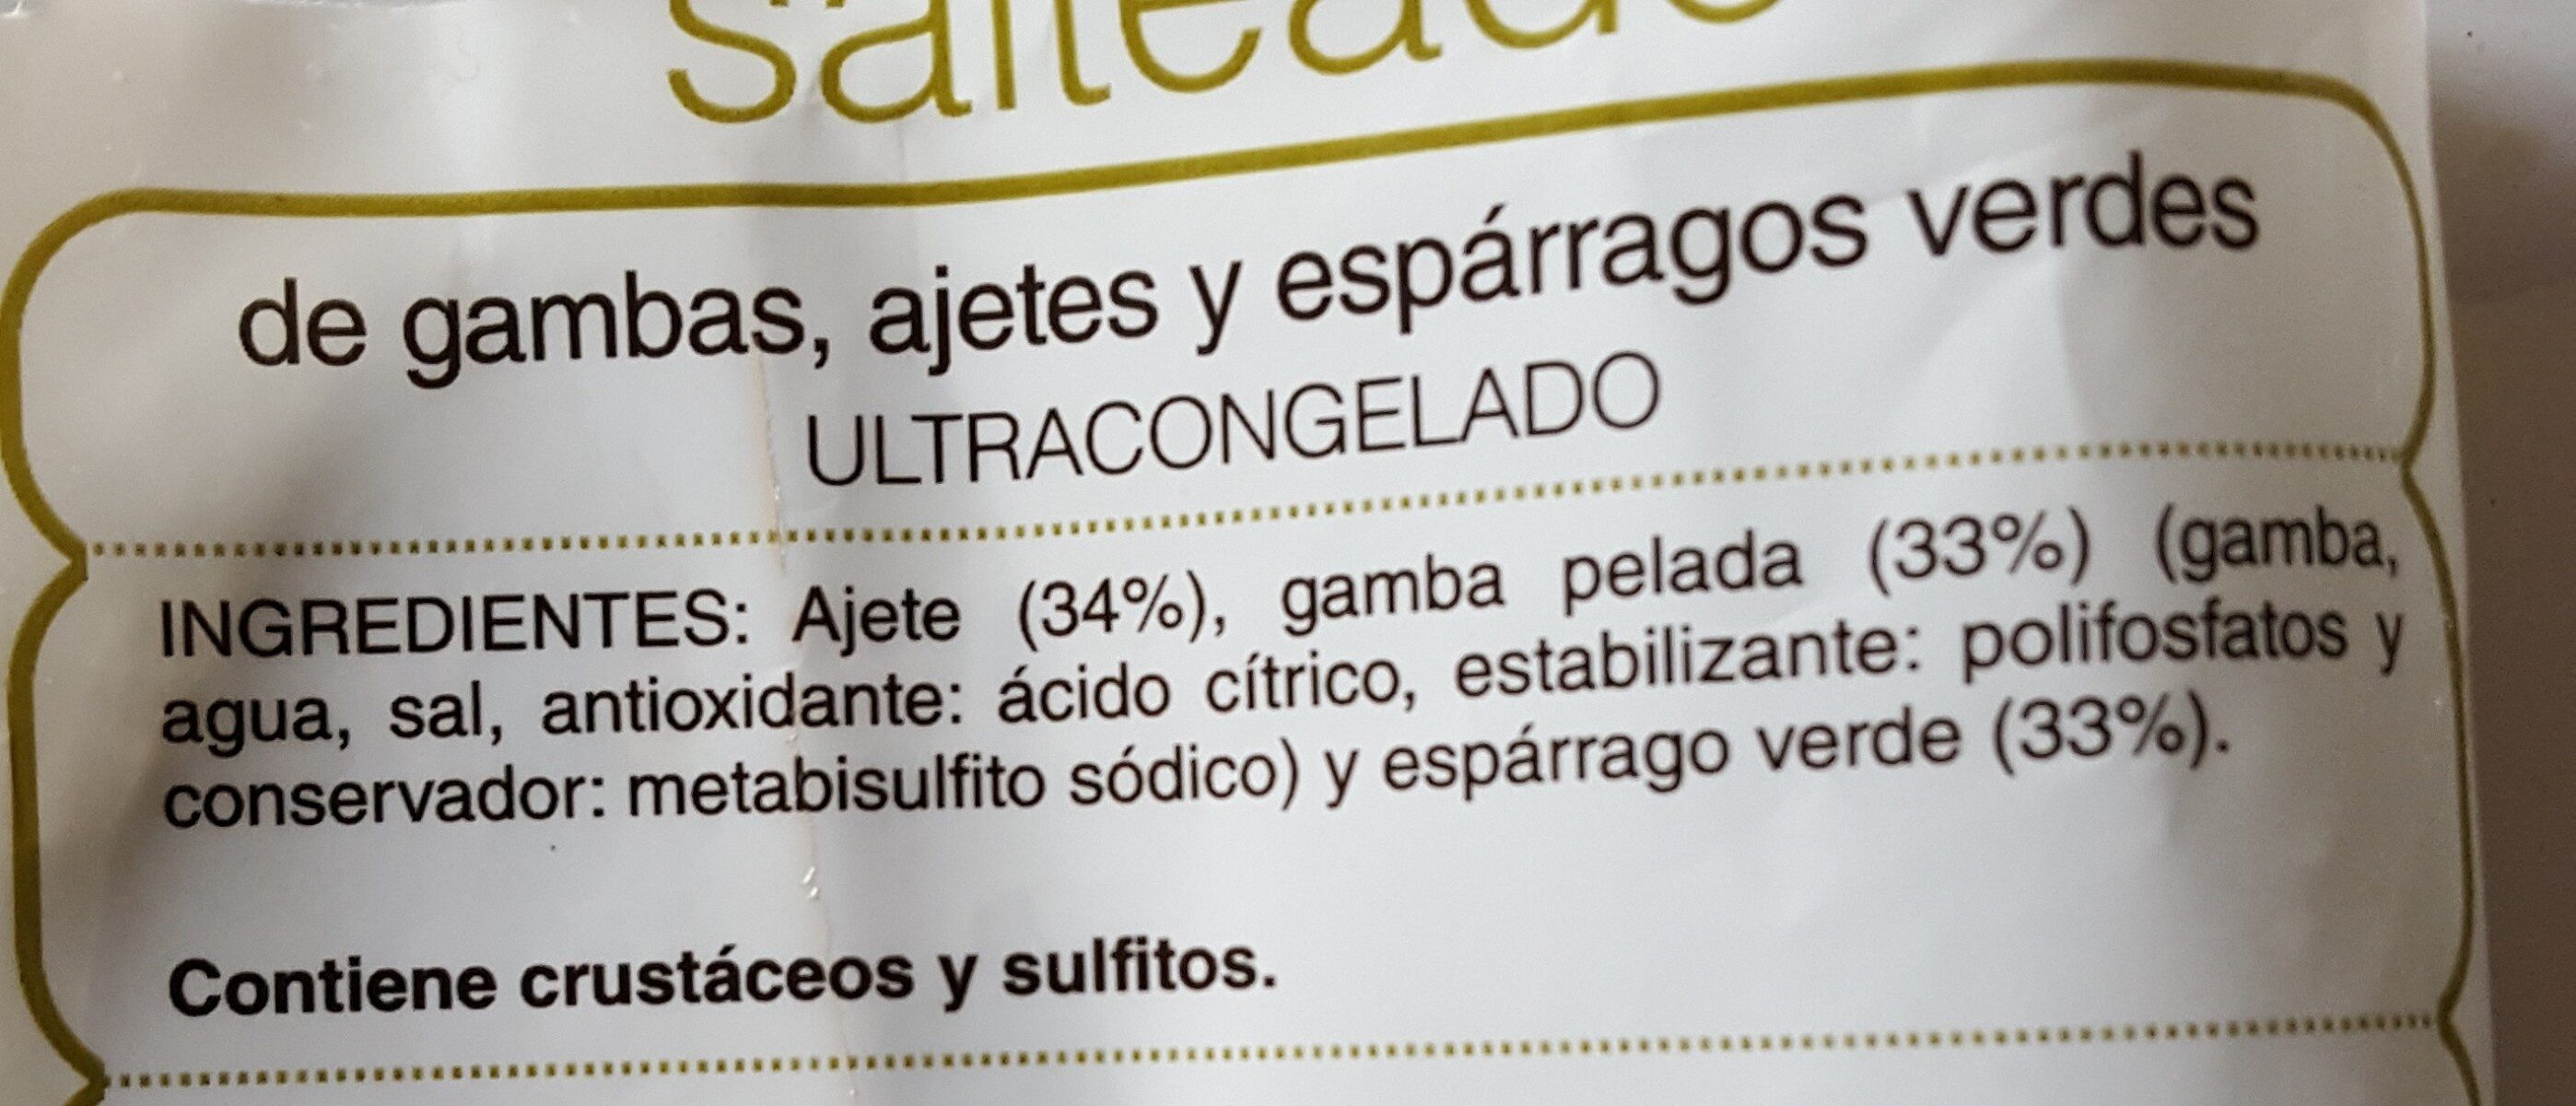 salteado
de gambas, ajetes y espárragos verdes
ULTRACONGELADO
INGREDIENTES: Ajete (34%), gamba pelada (33%) (gamba,
agua, sal, antioxidante: ácido cítrico, estabilizante: polifosfatos y
conservador: metabisulfito sódico) y espárrago verde (33%).
Contiene crustáceos y sulfitos.